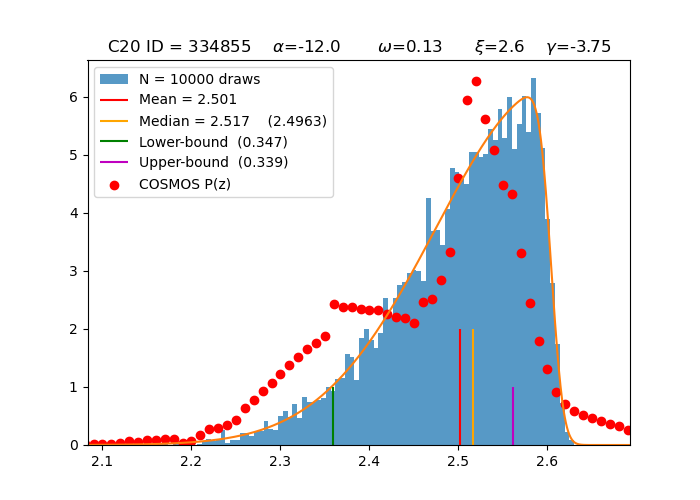 C20 ID = 334855 α=-12.0 ω=0.13 ξ=2.6 γ=-3.75
N = 10000 draws
Mean = 2.501
Median = 2.517 (2.4963)
Lower-bound (0.347)
Upper-bound (0.339)
COSMOS P(z)
6
5
4
3
2
1
0
2.1 2.2 2.3 2.4 2.5 2.6